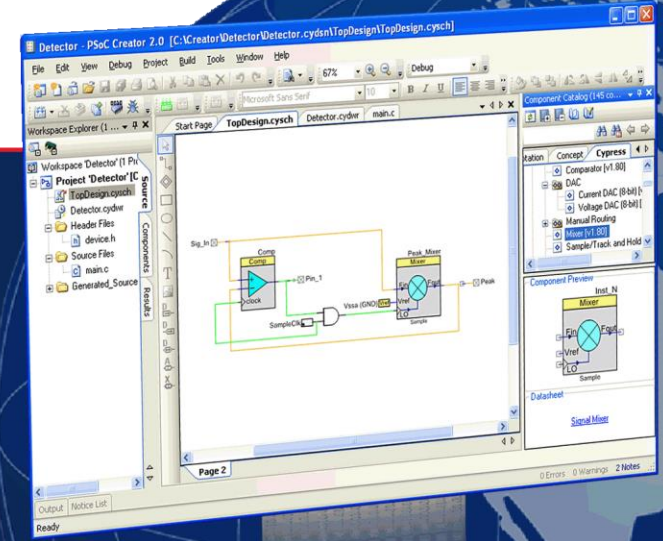 Detector - PSoC Creator 2.0 [C:\Creator\Detector\Detector.cydsn\TopDesign\TopDesign.cysch]
File Edit View Debug Project Build Tools Window Help
67% Debug
Microsoft Sans Serif 10 B I U
Workspace Explorer (1 ...
Workspace 'Detector' (1 Pr
Project 'Detector' [C
TopDesign.cysch
Detector.cydwr
Header Files
device.h
Source Files
main.c
Generated_Source
Source
Components
Results
Start Page TopDesign.cysch Detector.cydwr main.c
Sig_In
Comp
Comp
clock
Pin_1
SampleClk
Vssa (GND)
Peak_Mixer
Mixer
Fin
Fout
Vref
LO
Sample
Peak
Page 2
Component Catalog (145 co...
Concept Cypress
Comparator [v1.80]
DAC
Current DAC (8-bit) [
Voltage DAC (8-bit) [
Manual Routing
Mixer [v1.80]
Sample/Track and Hold
Component Preview
Inst_N
Mixer
Fin
Fout
Vref
LO
Sample
Datasheet
Signal Mixer
Output Notice List
Ready
0 Errors 0 Warnings 2 Notes